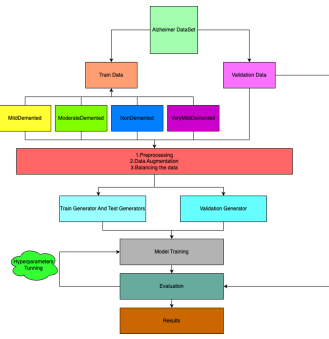 Alzheimer DataSet
Train Data
Validation Data
MildDemented
ModerateDemented
NonDemented
VeryMildDemented
1.Preprocessing
2.Data Augmentation
3.Balancing the data
Train Generator And Test Generators
Validation Generator
Model Training
Hyperparameters
Tunning
Evaluation
Results